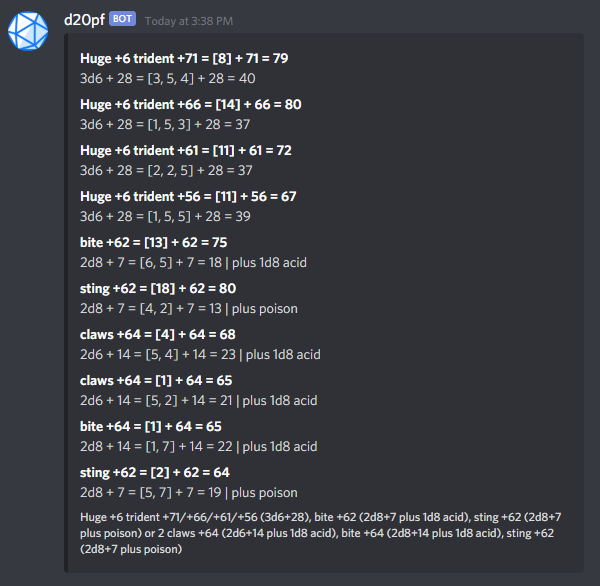 d20pf BOT Today at 3:38 PM
Huge +6 trident +71 = [8] + 71 = 79
3d6 + 28 = [3, 5, 4] + 28 = 40
Huge +6 trident +66 = [14] + 66 = 80
3d6 + 28 = [1, 5, 3] + 28 = 37
Huge +6 trident +61 = [11] + 61 = 72
3d6 + 28 = [2, 2, 5] + 28 = 37
Huge +6 trident +56 = [11] + 56 = 67
3d6 + 28 = [1, 5, 5] + 28 = 39
bite +62 = [13] + 62 = 75
2d8 + 7 = [6, 5] + 7 = 18 | plus 1d8 acid
sting +62 = [18] + 62 = 80
2d8 + 7 = [4, 2] + 7 = 13 | plus poison
claws +64 = [4] + 64 = 68
2d6 + 14 = [5, 4] + 14 = 23 | plus 1d8 acid
claws +64 = [1] + 64 = 65
2d6 + 14 = [5, 2] + 14 = 21 | plus 1d8 acid
bite +64 = [1] + 64 = 65
2d8 + 14 = [1, 7] + 14 = 22 | plus 1d8 acid
sting +62 = [2] + 62 = 64
2d8 + 7 = [5, 7] + 7 = 19 | plus poison
Huge +6 trident +71/+66/+61/+56 (3d6+28), bite +62 (2d8+7 plus 1d8 acid), sting +62 (2d8+7
plus poison) or 2 claws +64 (2d6+14 plus 1d8 acid), bite +64 (2d8+14 plus 1d8 acid), sting +62
(2d8+7 plus poison)